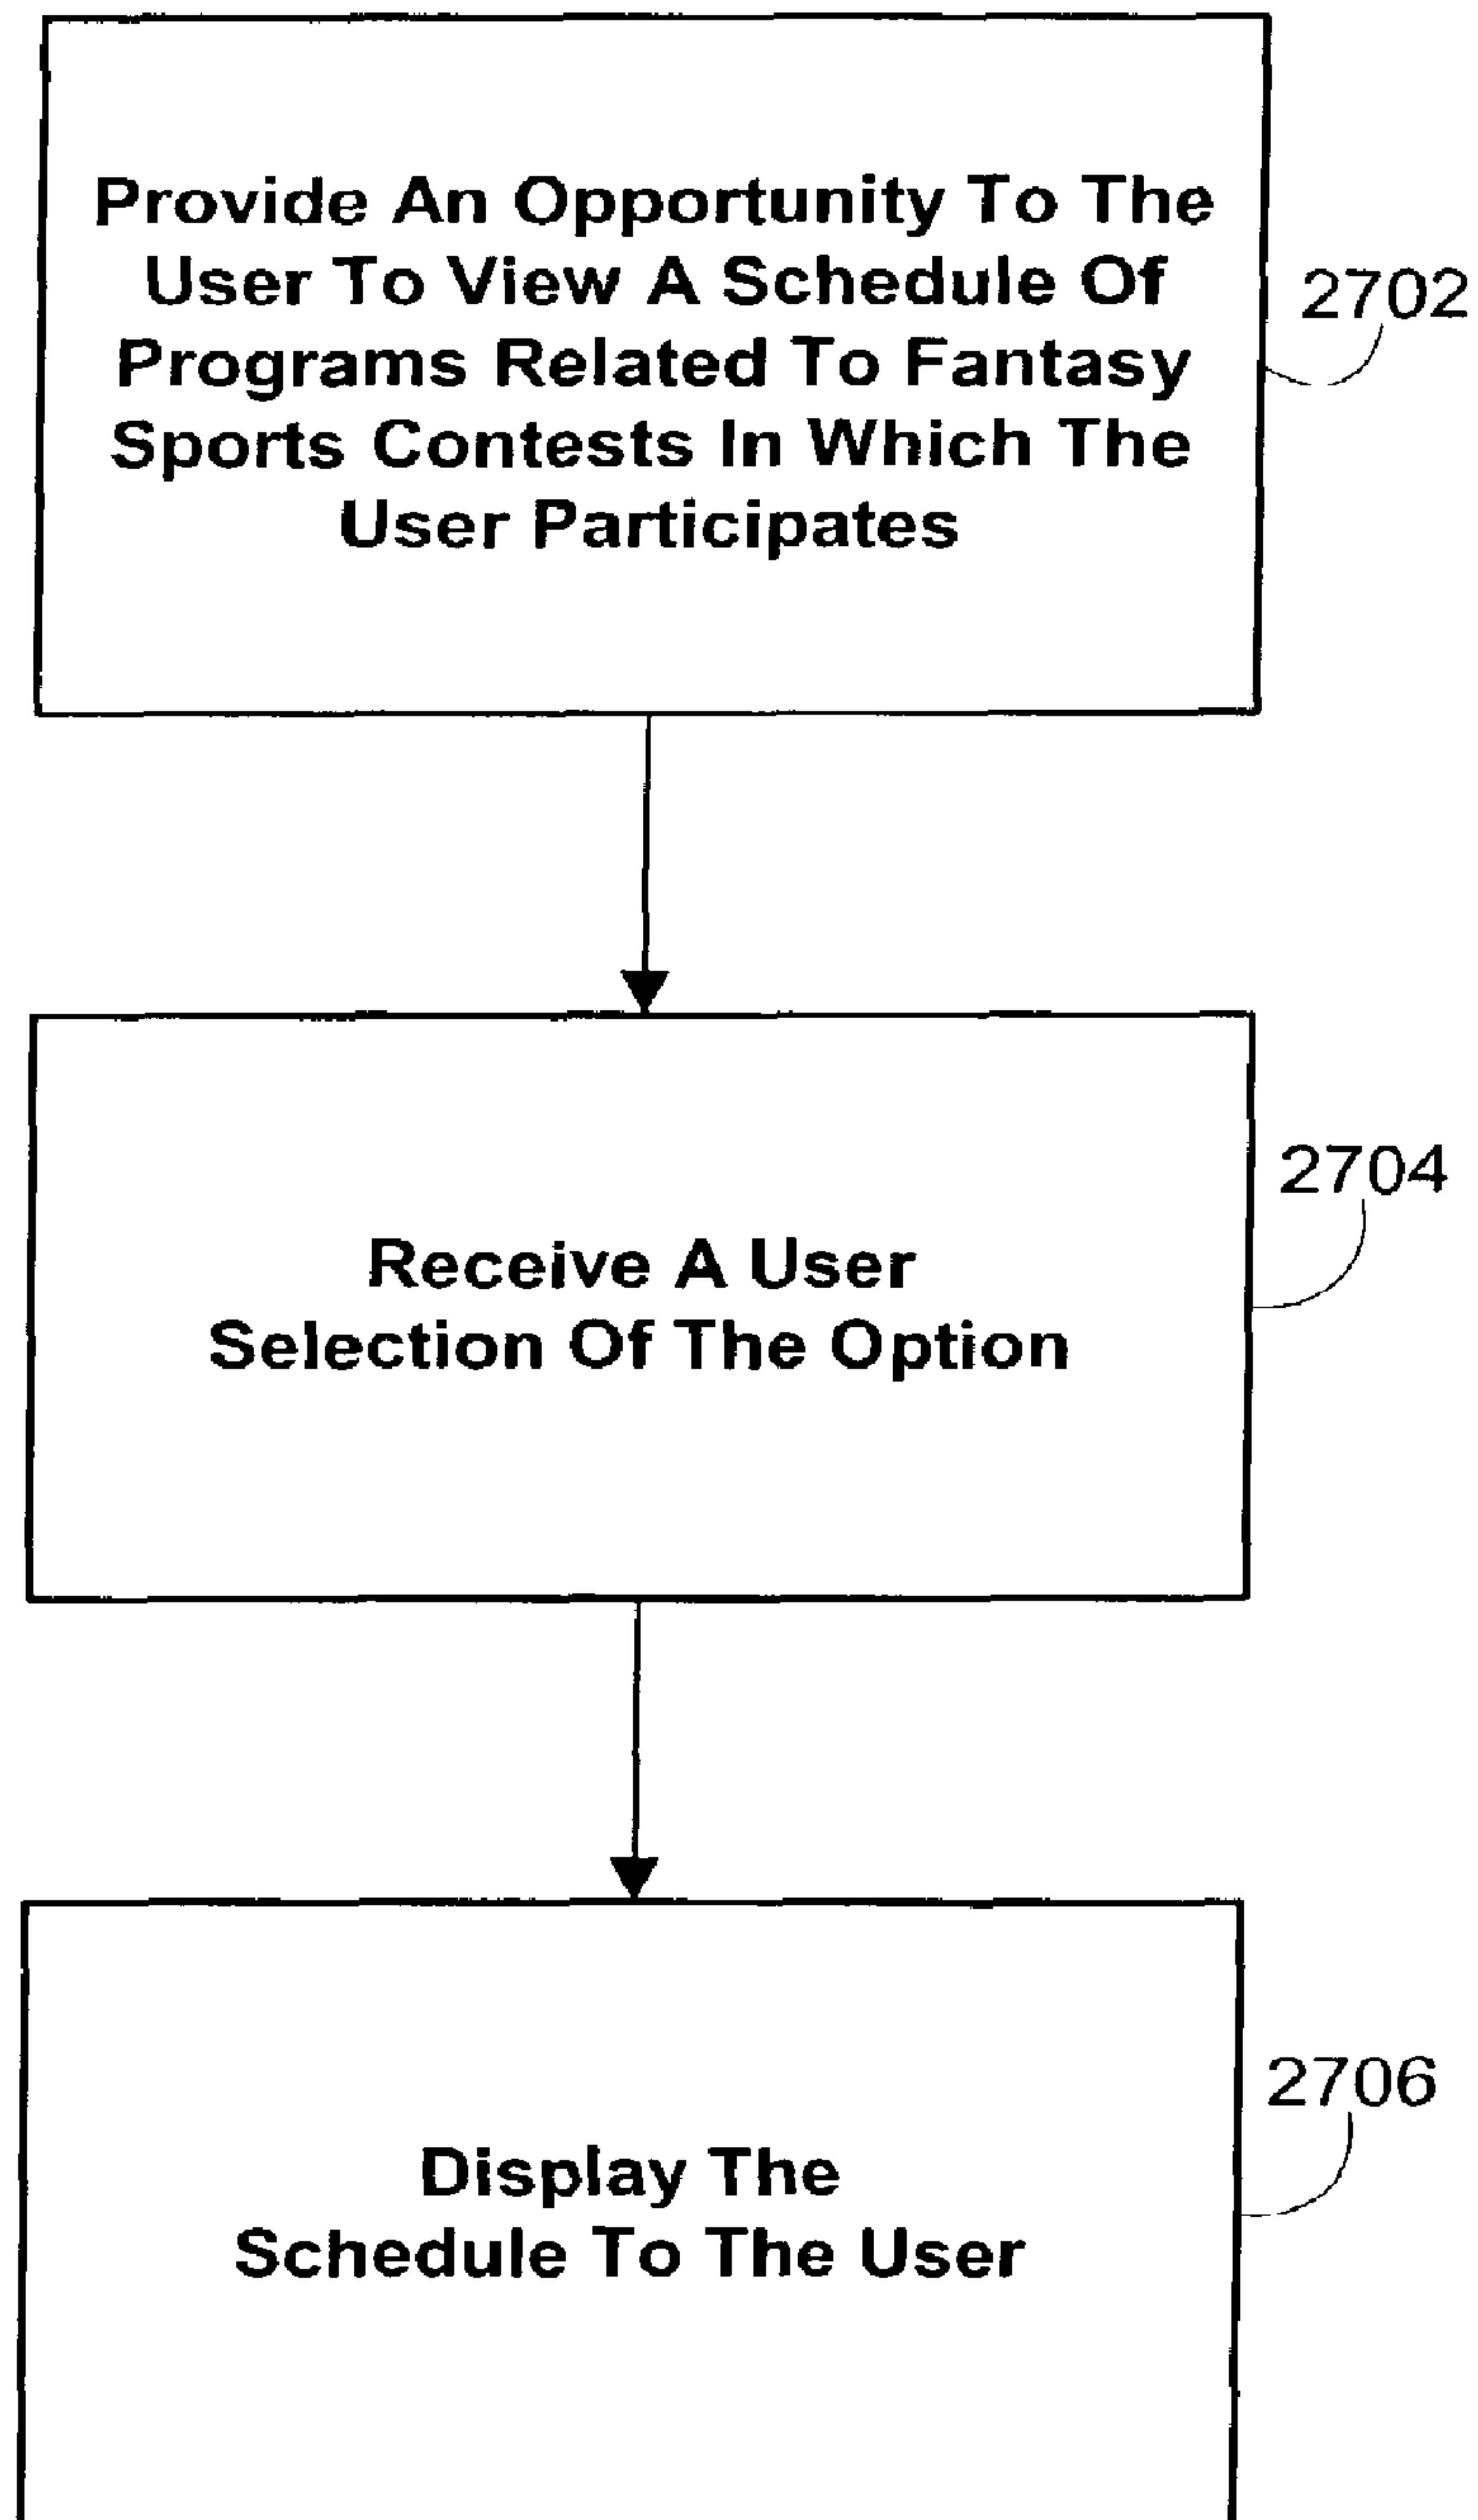 Provide An Opportunity To The
User To View A Schedule Of
Programs Related To Fantasy
Sports Contests In Which The
User Participates
2702
2704
Receive A User
Selection Of The Option
2706
Display The
Schedule To The User